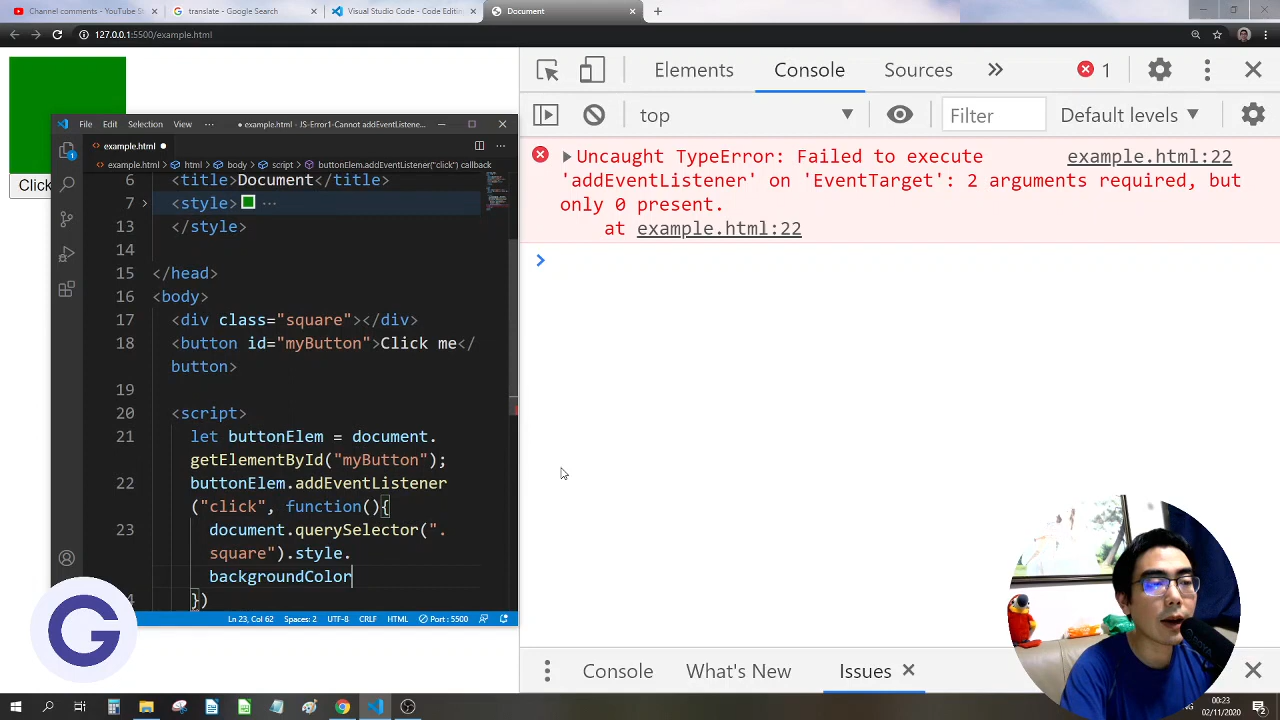 Channel comments - YouTube
translate - Google Search
Visual Studio Code - Code Editing
Document
127.0.0.1:5500/example.html
Click
File Edit Selection View ··· ● example.html - JS-Error1-Cannot addEventListene...
example.html ●
example.html > html > body > script > buttonElem.addEventListener("click") callback
6 <title>Document</title>
7 <style> ···
13 </style>
14
15 </head>
16 <body>
17 <div class="square"></div>
18 <button id="myButton">Click me</
button>
19
20 <script>
21 let buttonElem = document.
getElementById("myButton");
22 buttonElem.addEventListener
("click", function(){
23 document.querySelector(".
square").style.
backgroundColor
})
Ln 23, Col 62 Spaces: 2 UTF-8 CRLF HTML Port : 5500
Elements Console Sources » 1
top Filter Default levels
Uncaught TypeError: Failed to execute example.html:22
'addEventListener' on 'EventTarget': 2 arguments required, but
only 0 present.
at example.html:22
Console What's New Issues
G
00:23
02/11/2020